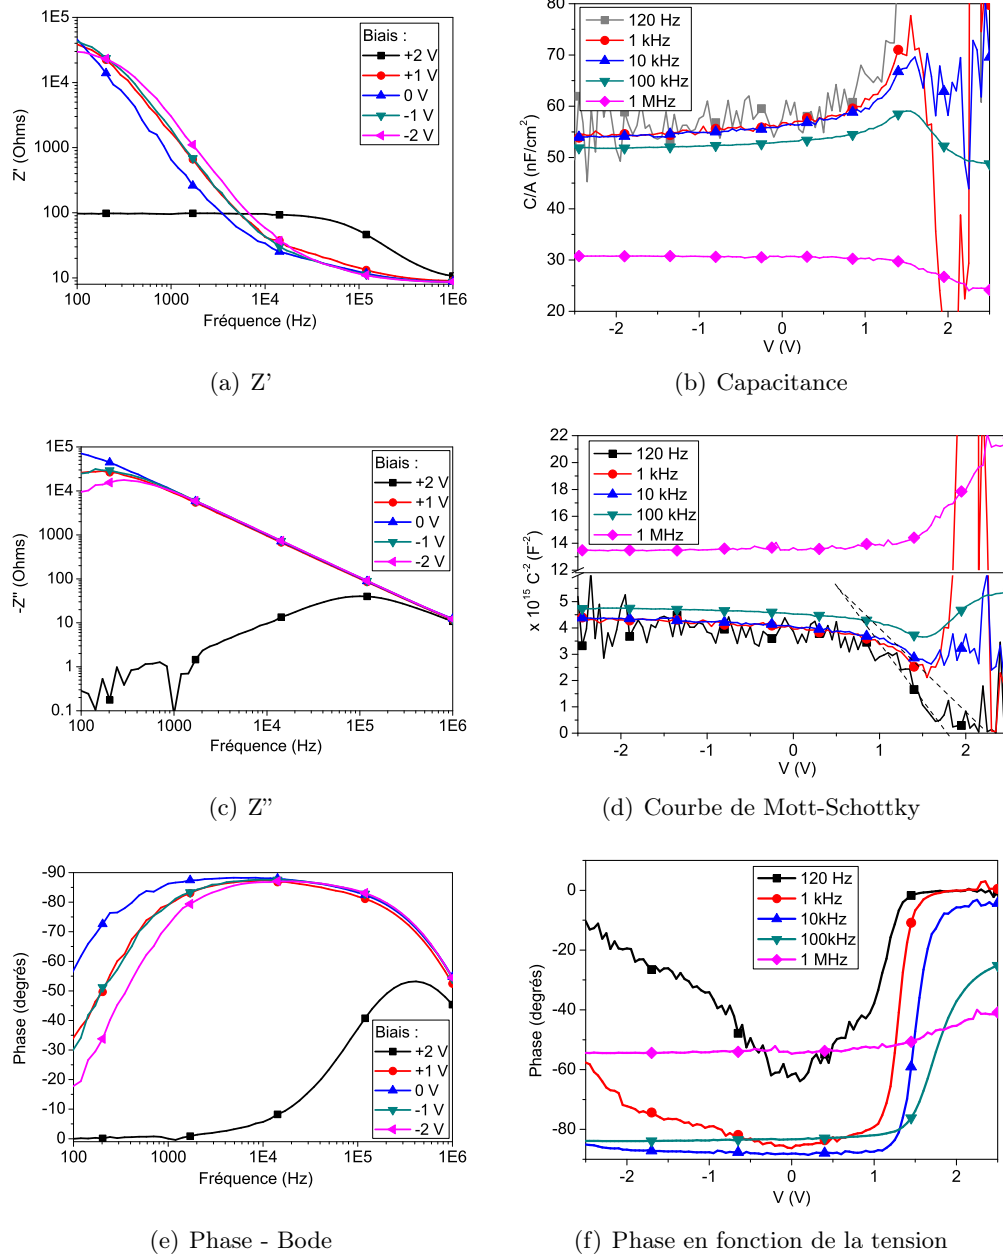 1E5
1E4
1000
100
10
Z' (Ohms)
100
1000
1E4
1E5
1E6
Fréquence (Hz)
Biais :
+2 V
+1 V
0 V
-1 V
-2 V
(a) Z'
80
70
60
50
40
30
20
C/A (nF/cm²)
-2
-1
0
1
2
V (V)
120 Hz
1 kHz
10 kHz
100 kHz
1 MHz
(b) Capacitance
1E5
1E4
1000
100
10
1
0.1
-Z" (Ohms)
100
1000
1E4
1E5
1E6
Fréquence (Hz)
Biais :
+2 V
+1 V
0 V
-1 V
-2 V
(c) Z”
22
20
18
16
14
12
5
4
3
2
1
0
x 10¹⁵ C⁻² (F⁻²)
-2
-1
0
1
2
V (V)
120 Hz
1 kHz
10 kHz
100 kHz
1 MHz
(d) Courbe de Mott-Schottky
-90
-80
-70
-60
-50
-40
-30
-20
-10
0
Phase (degrés)
100
1000
1E4
1E5
1E6
Fréquence (Hz)
Biais :
+2 V
+1 V
0 V
-1 V
-2 V
(e) Phase - Bode
0
-20
-40
-60
-80
Phase (degrés)
-2
-1
0
1
2
V (V)
120 Hz
1 kHz
10kHz
100kHz
1 MHz
(f) Phase en fonction de la tension